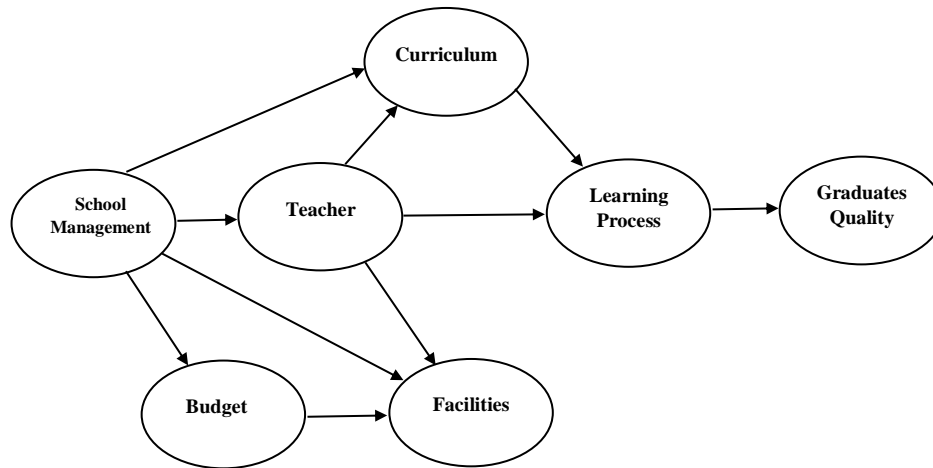 Curriculum
School
Management
Teacher
Learning
Process
Graduates
Quality
Budget
Facilities